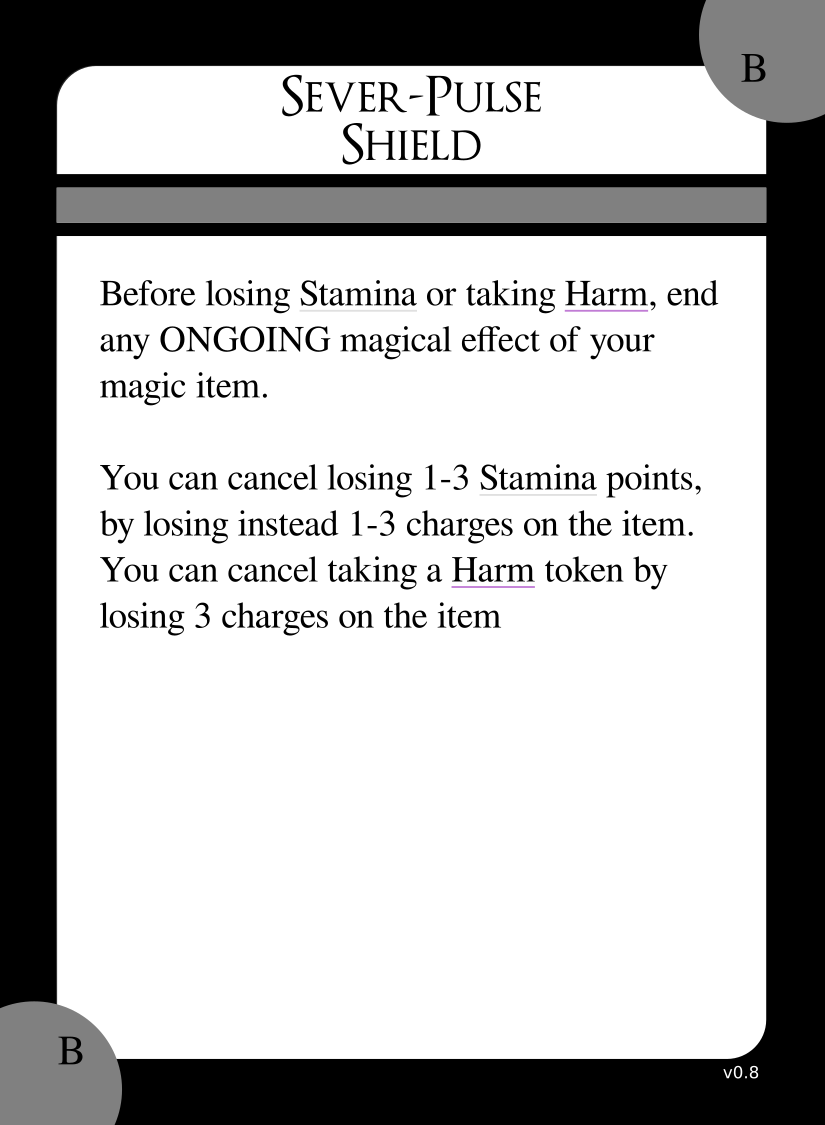 B
SEVER-PULSE
SHIELD
Before losing Stamina or taking Harm, end
any ONGOING magical effect of your
magic item.
You can cancel losing 1-3 Stamina points,
by losing instead 1-3 charges on the item.
You can cancel taking a Harm token by
losing 3 charges on the item
B
v0.8